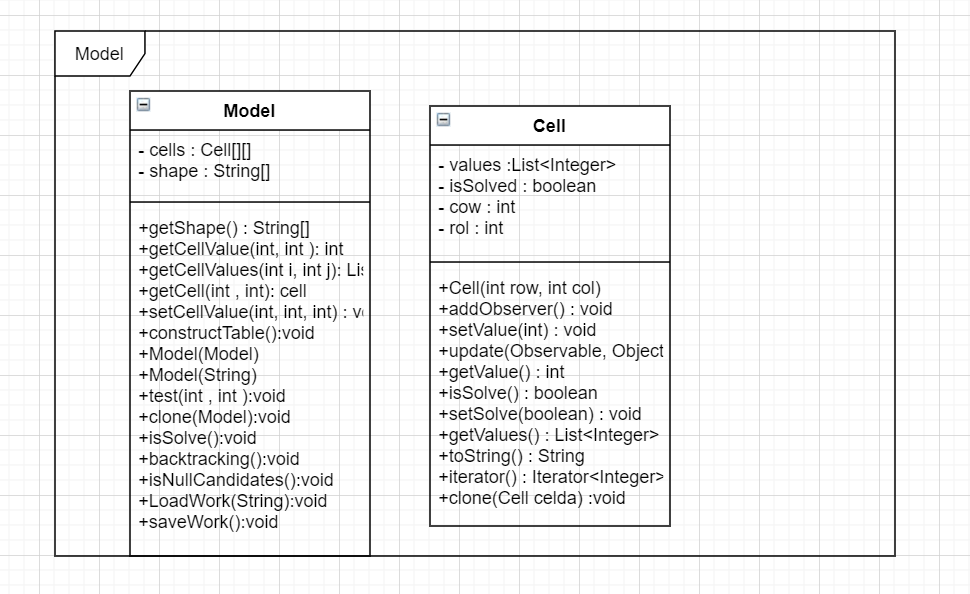 Model
Model
- cells : Cell[][]
- shape : String[]
+getShape() : String[]
+getCellValue(int, int ): int
+getCellValues(int i, int j): Lis
+getCell(int , int): cell
+setCellValue(int, int, int) : v
+constructTable():void
+Model(Model)
+Model(String)
+test(int , int ):void
+clone(Model):void
+isSolve():void
+backtracking():void
+isNullCandidates():void
+LoadWork(String):void
+saveWork():void
Cell
- values :List<Integer>
- isSolved : boolean
- cow : int
- rol : int
+Cell(int row, int col)
+addObserver() : void
+setValue(int) : void
+update(Observable, Object
+getValue() : int
+isSolve() : boolean
+setSolve(boolean) : void
+getValues() : List<Integer>
+toString() : String
+iterator() : Iterator<Integer>
+clone(Cell celda) :void